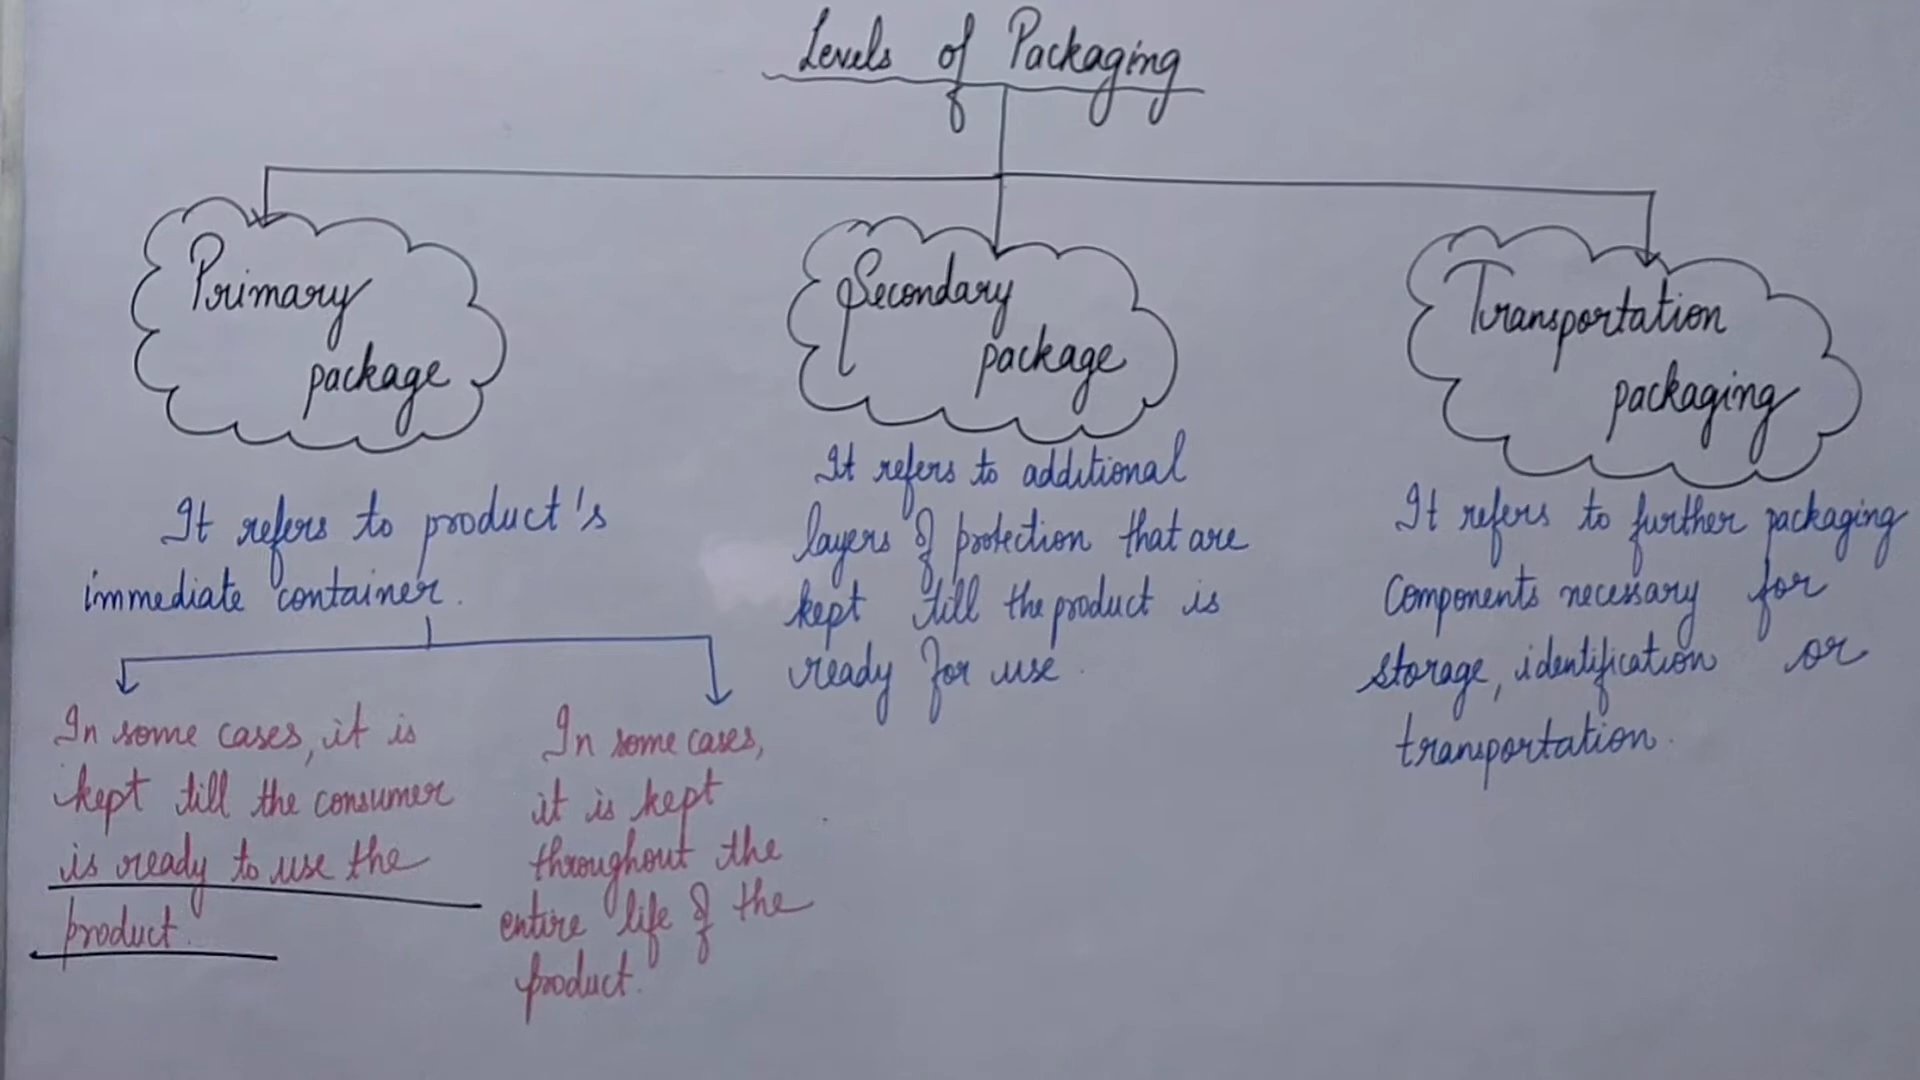 Levels of Packaging
Primary
package
It refers to product's
immediate container.
In some cases, it is
kept till the consumer
is ready to use the
product.
In some cases,
it is kept
throughout the
entire life of the
product.
Secondary
package
It refers to additional
layers of protection that are
kept till the product is
ready for use.
Transportation
packaging
It refers to further packaging
Components necessary for
storage, identification or
transportation.